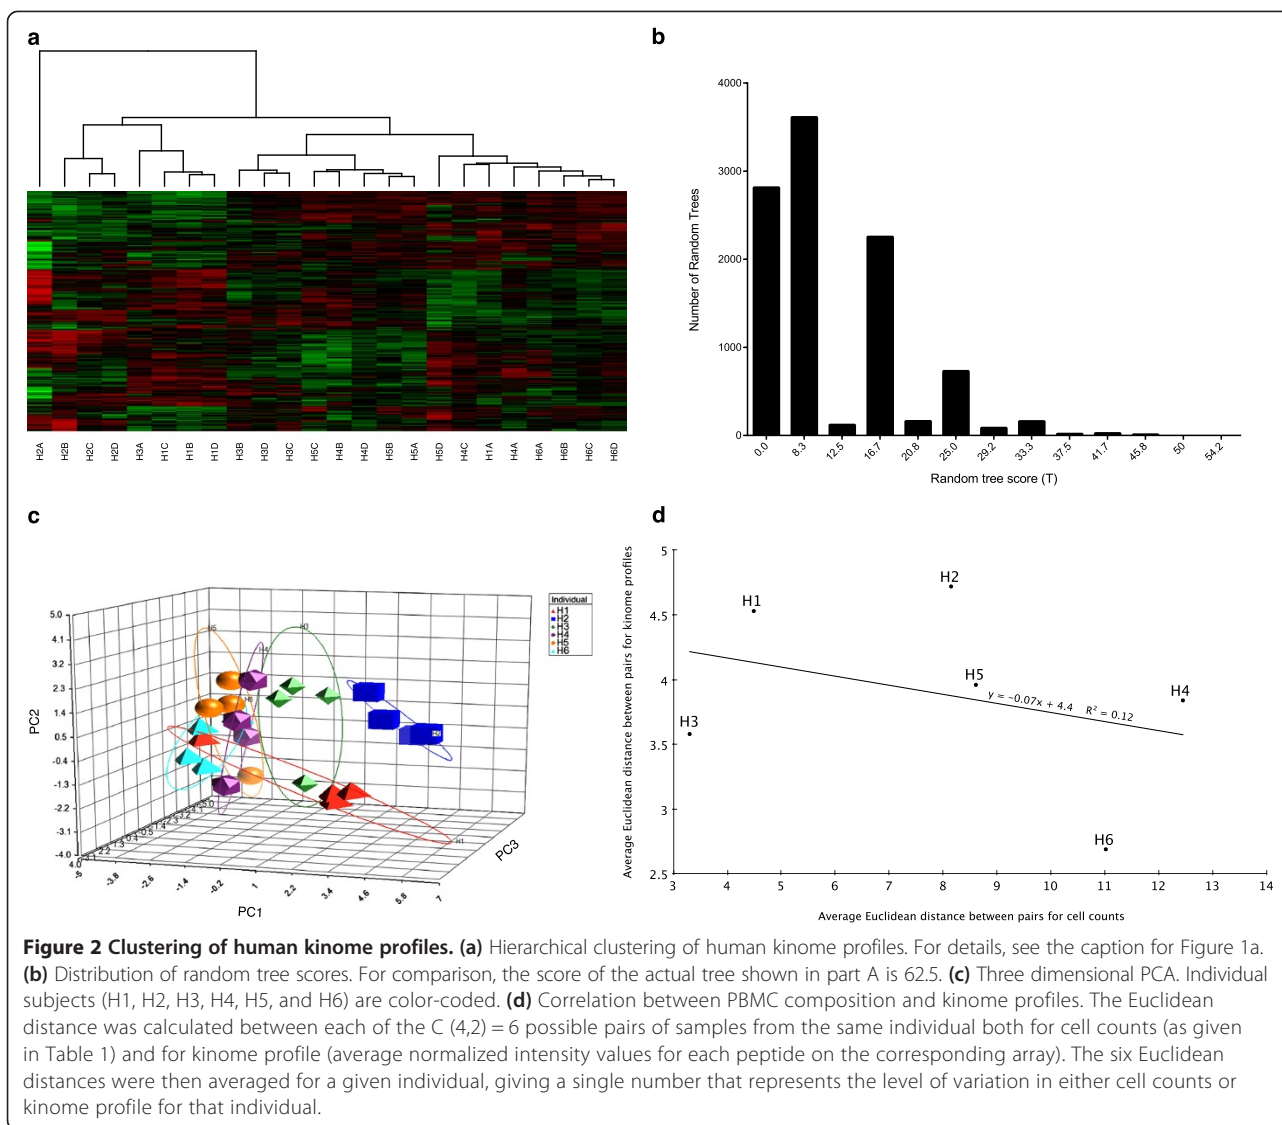 a
H2A H2B H2C H2D H3A H1C H1B H1D H3B H3D H3C H5C H4B H4D H5B H5A H5D H4C H1A H4A H6A H6B H6C H6D
b
4000
3000
2000
1000
0
Number of Random Trees
0.0 8.3 12.5 16.7 20.8 25.0 29.2 33.3 37.5 41.7 45.8 50 54.2
Random tree score (T)
c
5.0
4.1
3.2
2.3
1.4
0.5
-0.4
-1.3
-2.2
-3.1
-4.0
PC2
Individual
H1
H2
H3
H4
H5
H6
H5
H4
H3
H2
H1
-5 -3.8 -2.6 -1.4 -0.2 1 2.2 3.4 4.6 5.8 7
PC1
PC3
d
5
4.5
4
3.5
3
2.5
Average Euclidean distance between pairs for kinome profiles
H1
H2
H5
H4
H3
H6
y = –0.07x + 4.4 R² = 0.12
3 4 5 6 7 8 9 10 11 12 13 14
Average Euclidean distance between pairs for cell counts
Figure 2 Clustering of human kinome profiles. (a) Hierarchical clustering of human kinome profiles. For details, see the caption for Figure 1a.
(b) Distribution of random tree scores. For comparison, the score of the actual tree shown in part A is 62.5. (c) Three dimensional PCA. Individual
subjects (H1, H2, H3, H4, H5, and H6) are color-coded. (d) Correlation between PBMC composition and kinome profiles. The Euclidean
distance was calculated between each of the C (4,2) = 6 possible pairs of samples from the same individual both for cell counts (as given
in Table 1) and for kinome profile (average normalized intensity values for each peptide on the corresponding array). The six Euclidean
distances were then averaged for a given individual, giving a single number that represents the level of variation in either cell counts or
kinome profile for that individual.